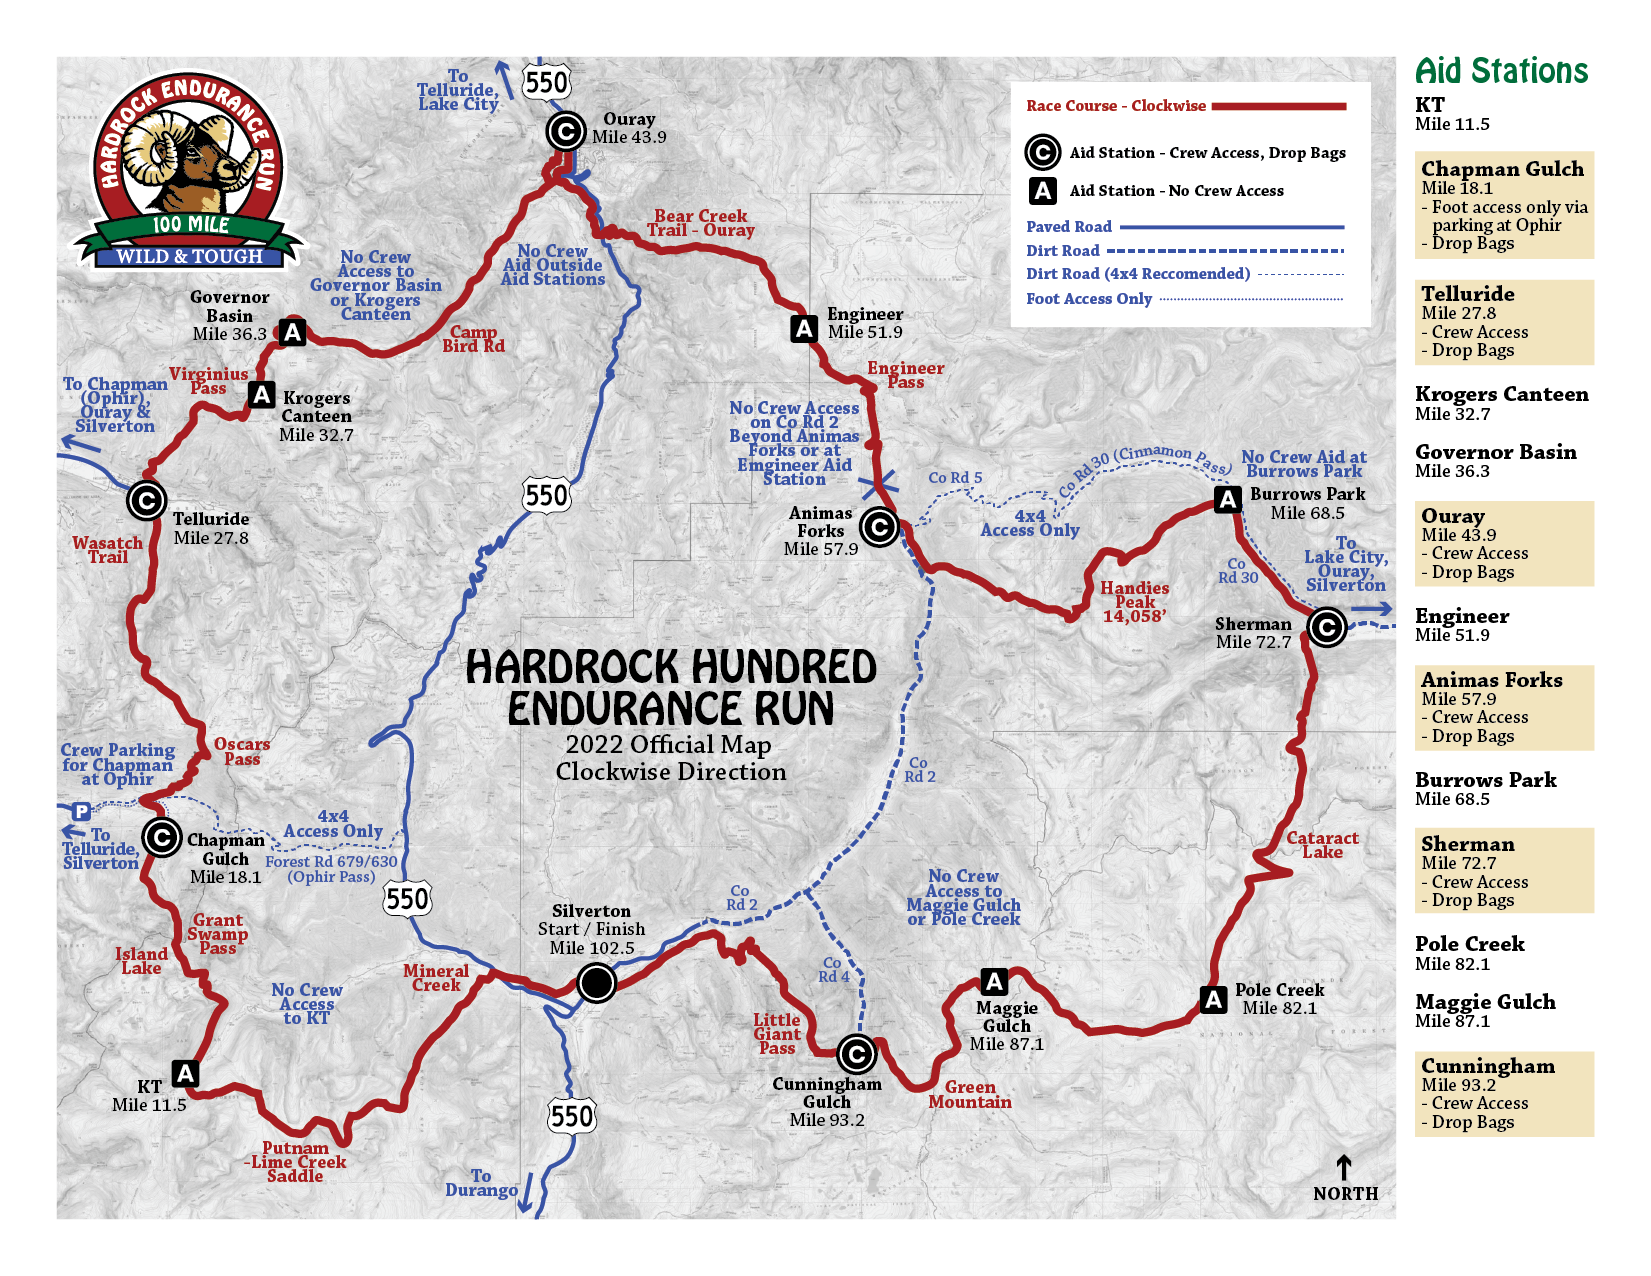 HARDROCK ENDURANCE RUN
100 MILE
WILD & TOUGH
To
Telluride,
Lake City
550
C
Ouray
Mile 43.9
Race Course - Clockwise
C
Aid Station - Crew Access, Drop Bags
A
Aid Station - No Crew Access
Paved Road
Dirt Road
Dirt Road (4x4 Reccomended)
Foot Access Only
Bear Creek
Trail - Ouray
No Crew
Access to
Governor Basin
or Krogers
Canteen
No Crew
Aid Outside
Aid Stations
Governor
Basin
Mile 36.3
A
Camp
Bird Rd
A
Engineer
Mile 51.9
Engineer
Pass
Virginius
Pass
A
Krogers
Canteen
Mile 32.7
To Chapman
(Ophir),
Ouray &
Silverton
No Crew Access
on Co Rd 2
Beyond Animas
Forks or at
Emgineer Aid
Station
Co Rd 5
Co Rd 30 (Cinnamon Pass)
4x4
Access Only
No Crew Aid at
Burrows Park
A
Burrows Park
Mile 68.5
C
Telluride
Mile 27.8
Wasatch
Trail
550
Animas
Forks
Mile 57.9
C
Co
Rd 30
To
Lake City,
Ouray,
Silverton
Handies
Peak
14,058'
Sherman
Mile 72.7
C
HARDROCK HUNDRED
ENDURANCE RUN
2022 Official Map
Clockwise Direction
Oscars
Pass
Crew Parking
for Chapman
at Ophir
P
To
Telluride,
Silverton
C
Chapman
Gulch
Mile 18.1
4x4
Access Only
Forest Rd 679/630
(Ophir Pass)
Co
Rd 2
Cataract
Lake
550
Grant
Swamp
Pass
Island
Lake
Silverton
Start / Finish
Mile 102.5
Co
Rd 2
No Crew
Access to
Maggie Gulch
or Pole Creek
Co
Rd 4
Mineral
Creek
No Crew
Access
to KT
A
Maggie
Gulch
Mile 87.1
A
Pole Creek
Mile 82.1
Little
Giant
Pass
C
Cunningham
Gulch
Mile 93.2
Green
Mountain
A
KT
Mile 11.5
Putnam
-Lime Creek
Saddle
550
To
Durango
NORTH
Aid Stations
KT
Mile 11.5
Chapman Gulch
Mile 18.1
- Foot access only via
parking at Ophir
- Drop Bags
Telluride
Mile 27.8
- Crew Access
- Drop Bags
Krogers Canteen
Mile 32.7
Governor Basin
Mile 36.3
Ouray
Mile 43.9
- Crew Access
- Drop Bags
Engineer
Mile 51.9
Animas Forks
Mile 57.9
- Crew Access
- Drop Bags
Burrows Park
Mile 68.5
Sherman
Mile 72.7
- Crew Access
- Drop Bags
Pole Creek
Mile 82.1
Maggie Gulch
Mile 87.1
Cunningham
Mile 93.2
- Crew Access
- Drop Bags